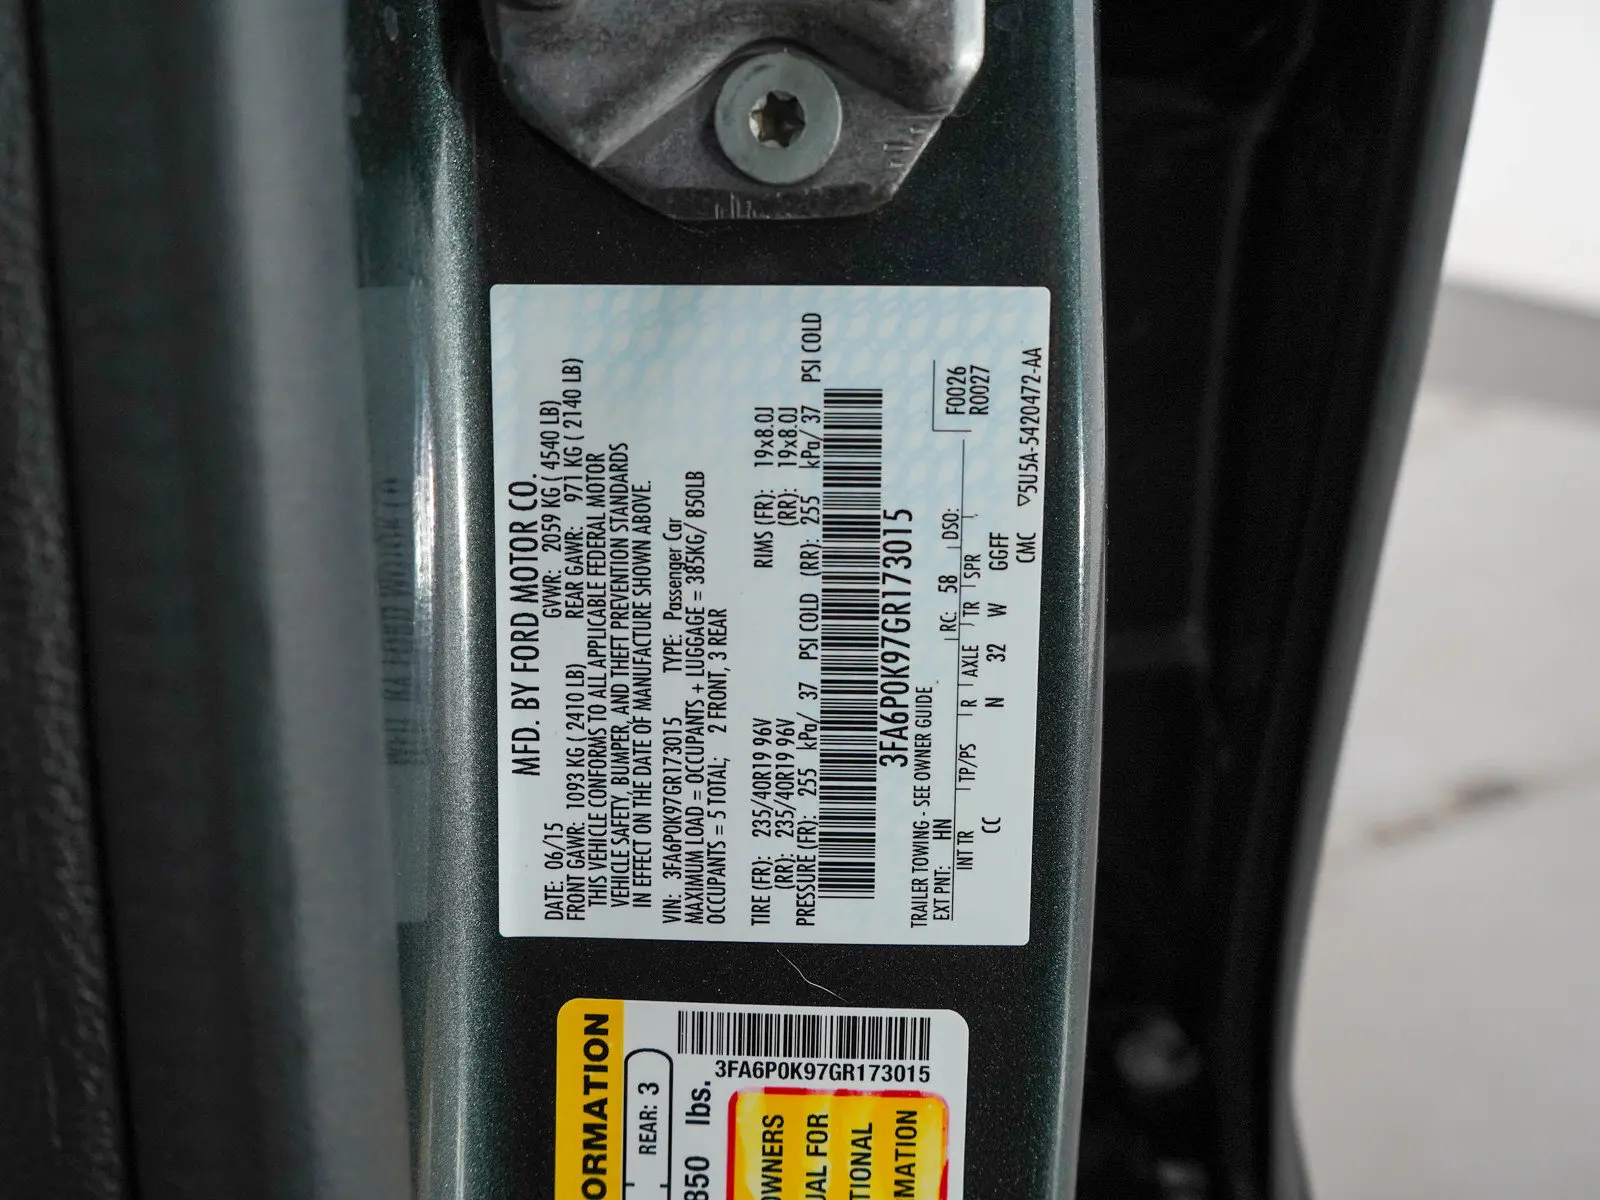 MFD. BY FORD MOTOR CO.
DATE: 06/15 GVWR: 2059 KG ( 4540 LB)
FRONT GAWR: 1093 KG ( 2410 LB) REAR GAWR: 971 KG ( 2140 LB)
THIS VEHICLE CONFORMS TO ALL APPLICABLE FEDERAL MOTOR
VEHICLE SAFETY, BUMPER, AND THEFT PREVENTION STANDARDS
IN EFFECT ON THE DATE OF MANUFACTURE SHOWN ABOVE.
VIN: 3FA6P0K97GR173015 TYPE: Passenger Car
MAXIMUM LOAD = OCCUPANTS + LUGGAGE = 385KG/ 850LB
OCCUPANTS = 5 TOTAL; 2 FRONT, 3 REAR
TIRE (FR): 235/40R19 96V RIMS (FR): 19x8.0J
(RR): 235/40R19 96V (RR): 19x8.0J
PRESSURE (FR): 255 kPa/ 37 PSI COLD (RR): 255 kPa/ 37 PSI COLD
3FA6P0K97GR173015
TRAILER TOWING - SEE OWNER GUIDE
F0026
R0027
EXT PNT: HN RC: 58 DSO:
INT TR TP/PS R AXLE TR SPR
CC N 32 W GGFF
CMC
▽5U5A-5420472-AA
ORMATION
REAR: 3
850 lbs.
3FA6P0K97GR173015
OWNERS
UAL FOR
TIONAL
MATION